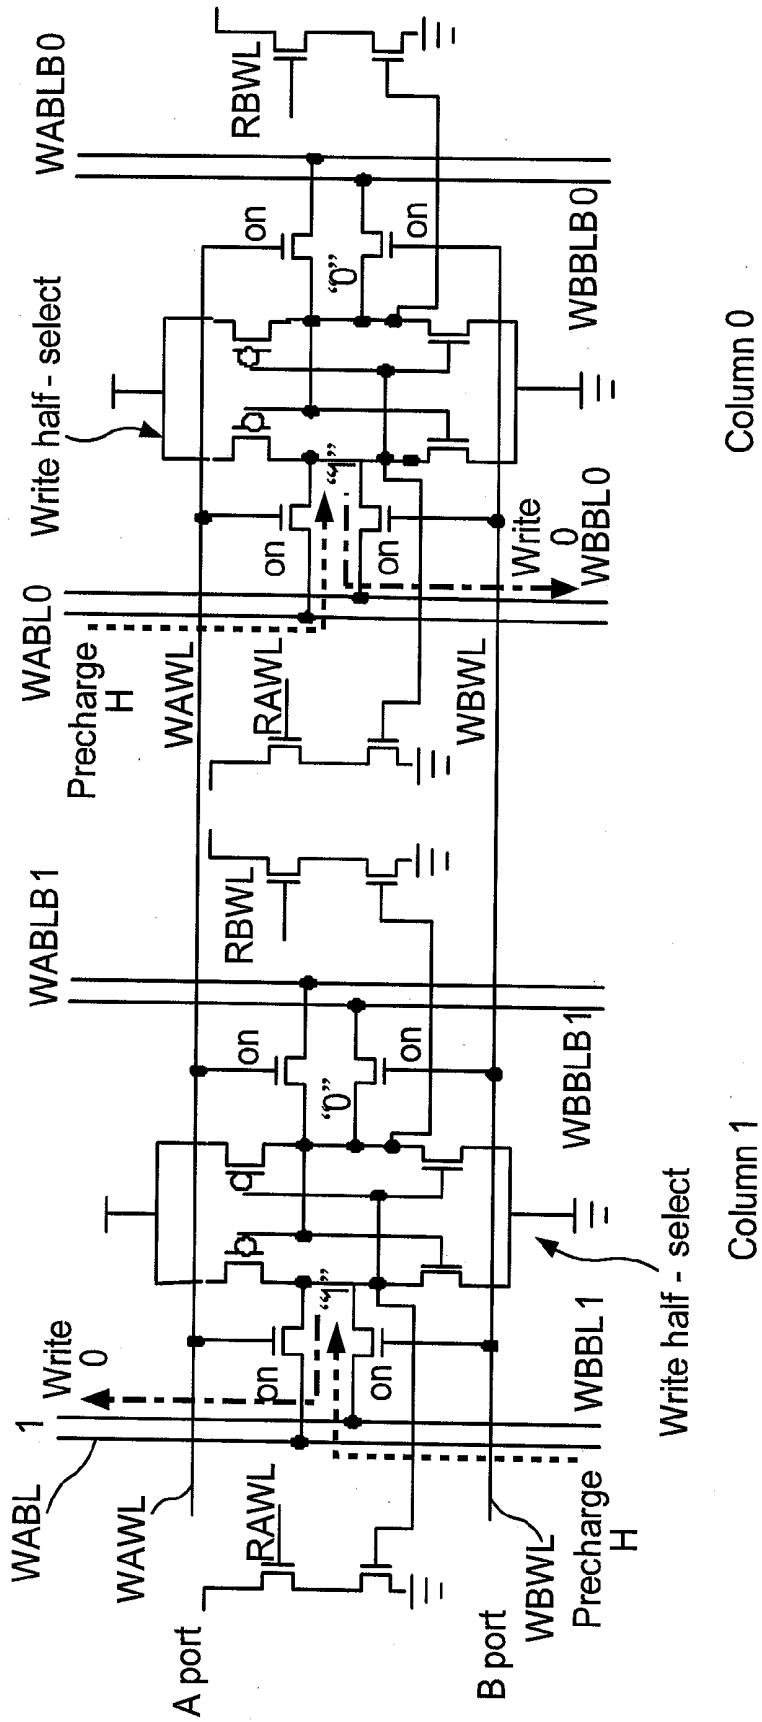 WABL 1
WAWL
A port
Write
0
on
RAWL
"1"
on
WBBL1
B port
WBWL
Precharge
H
Write half - select
Column 1
WABLB1
on
"0"
on
WBBLB1
RBWL
WABL0
Precharge
H
WAWL
RAWL
WBWL
Write half - select
on
"1"
on
Write
0
WBBL0
Column 0
WABLB0
on
"0"
on
WBBLB0
RBWL